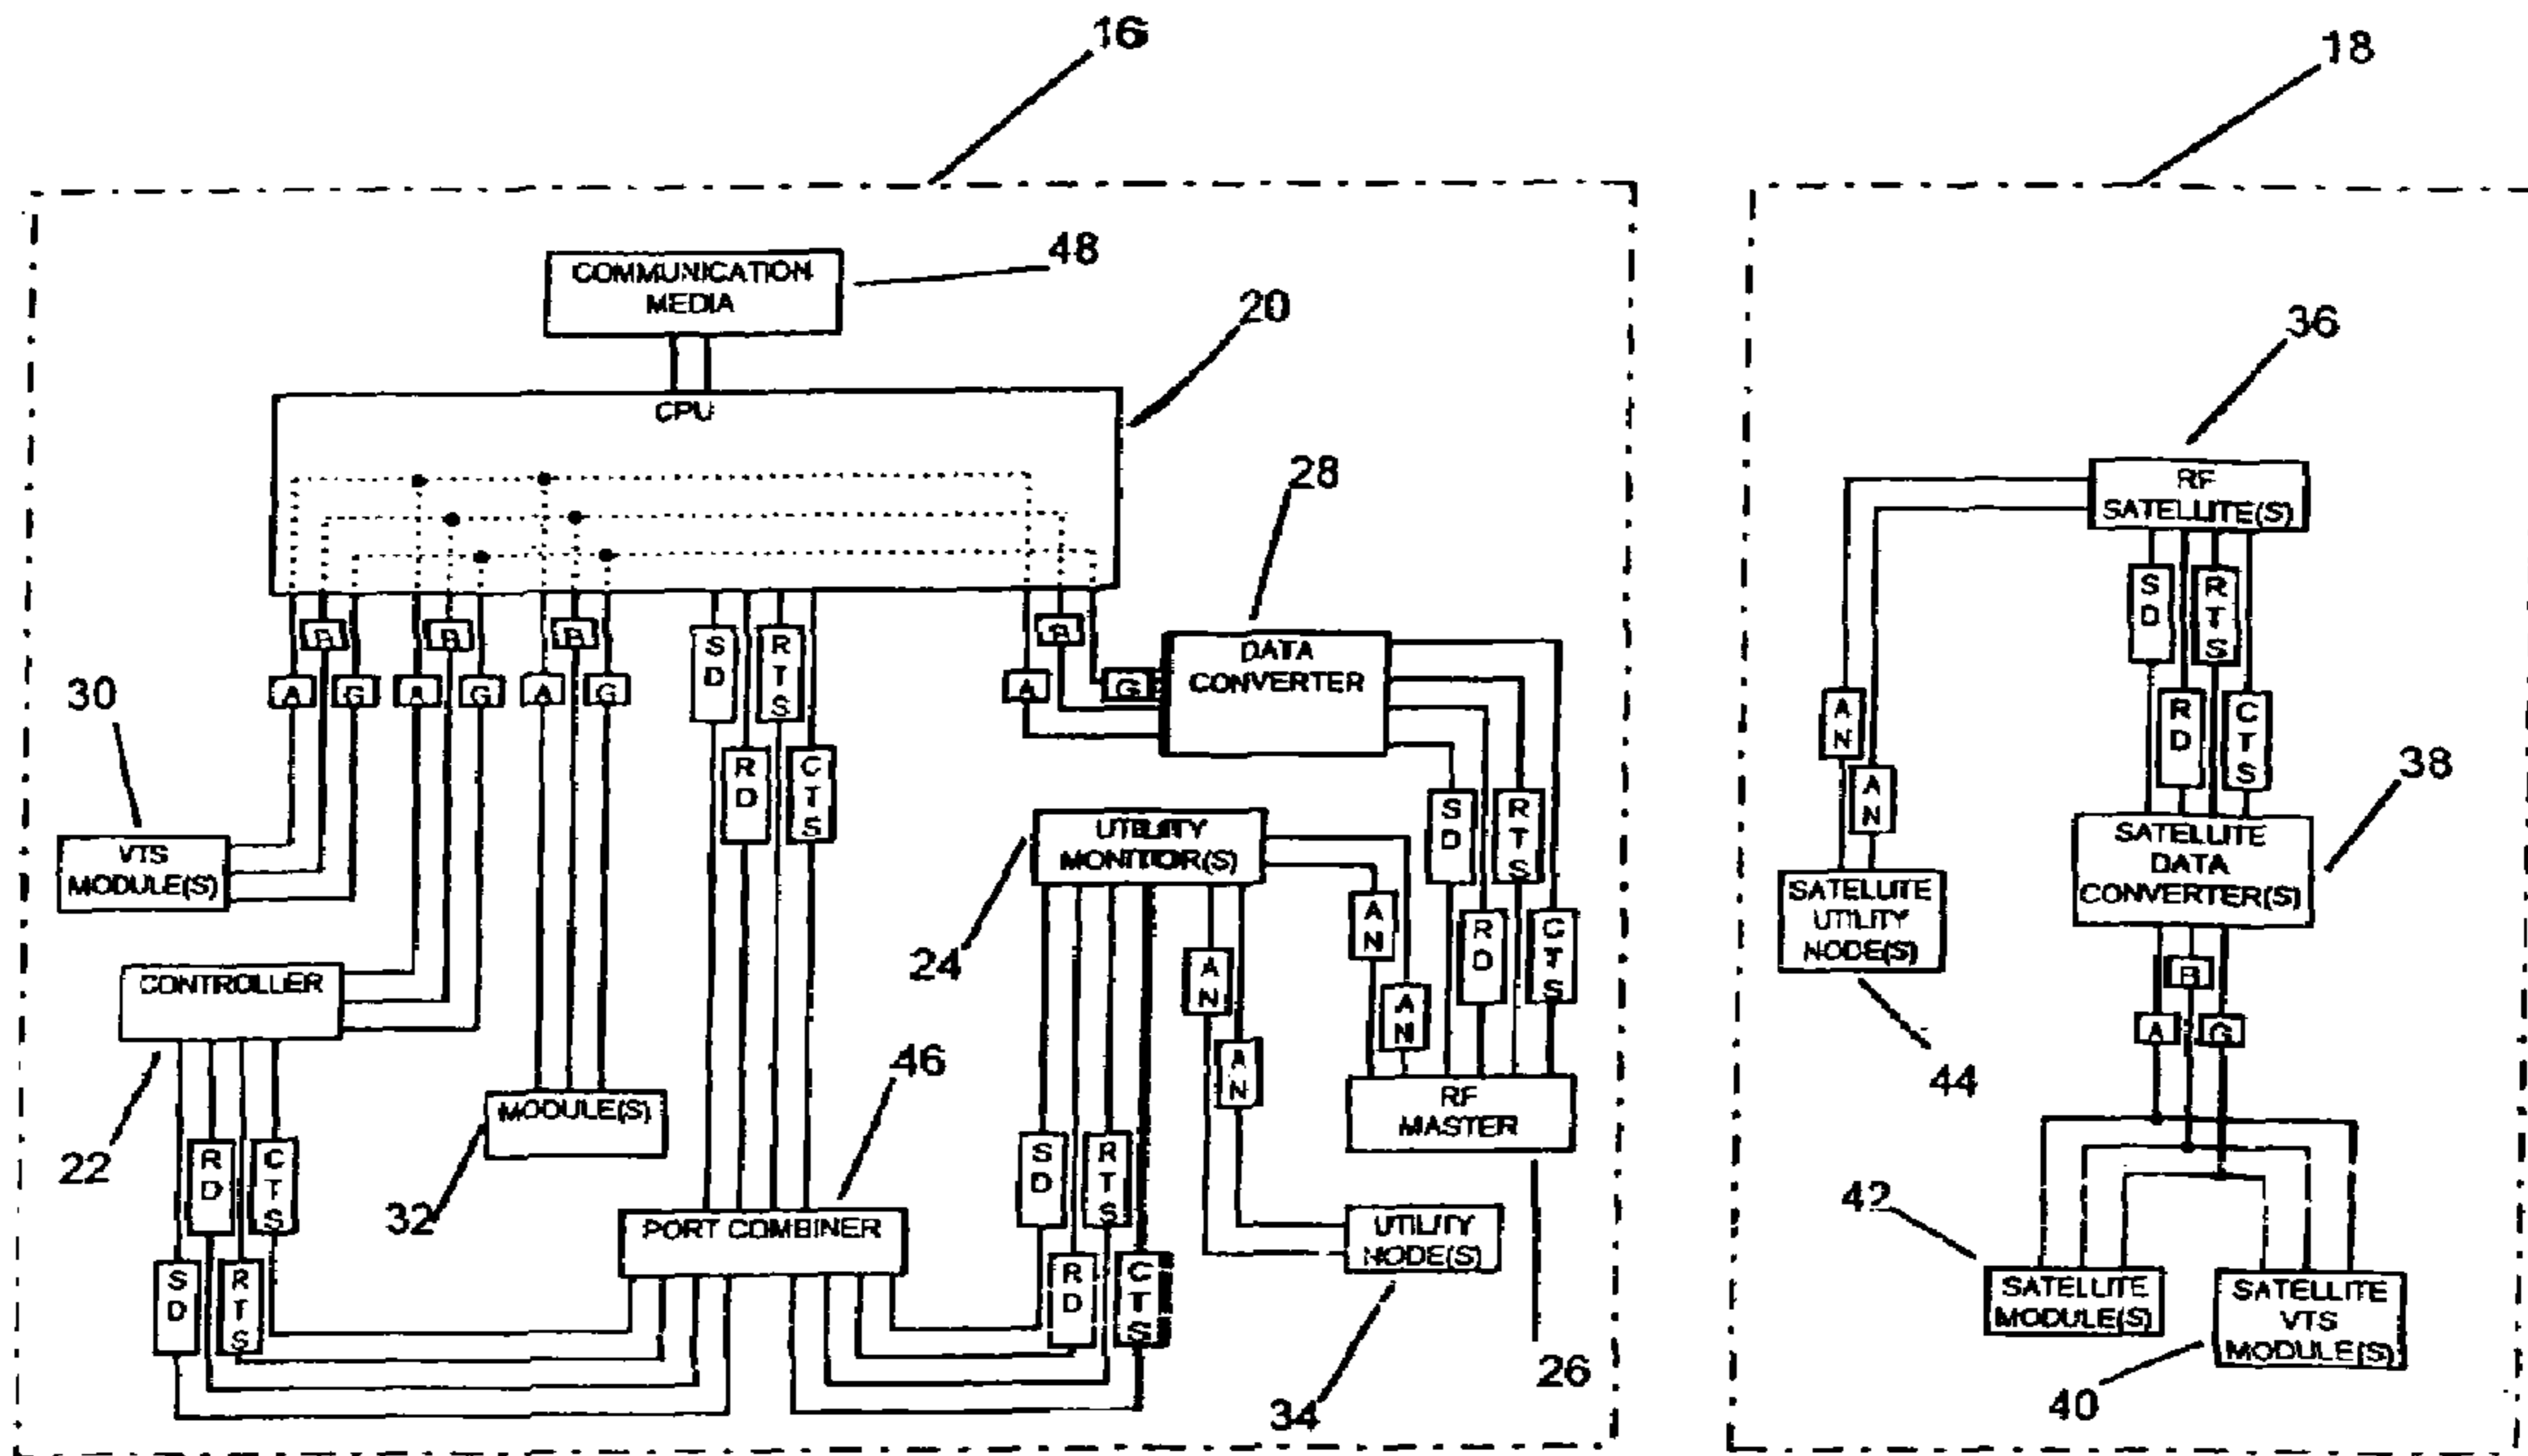 16
18
COMMUNICATION
MEDIA
48
20
CPU
36
RF
SATELLITE(S)
28
DATA
CONVERTER
B
B
B
B
A
G
A
G
A
G
A
G
SD
RTS
RD
CTS
SD
RTS
RD
CTS
AN
AN
38
SATELLITE
DATA
CONVERTER(S)
30
VTS
MODULE(S)
24
UTILITY
MONITIOR(S)
SD
RTS
RD
CTS
AN
AN
AN
AN
SATELLITE
UTILITY
NODE(S)
44
B
A
G
CONTROLLER
22
MODULE(S)
32
46
PORT COMBINER
RF
MASTER
26
RD
CTS
SD
RTS
SD
RTS
RD
CTS
UTILITY
NODE(S)
34
42
SATELLITE
MODULE(S)
SATELLITE
VTS
MODULE(S)
40